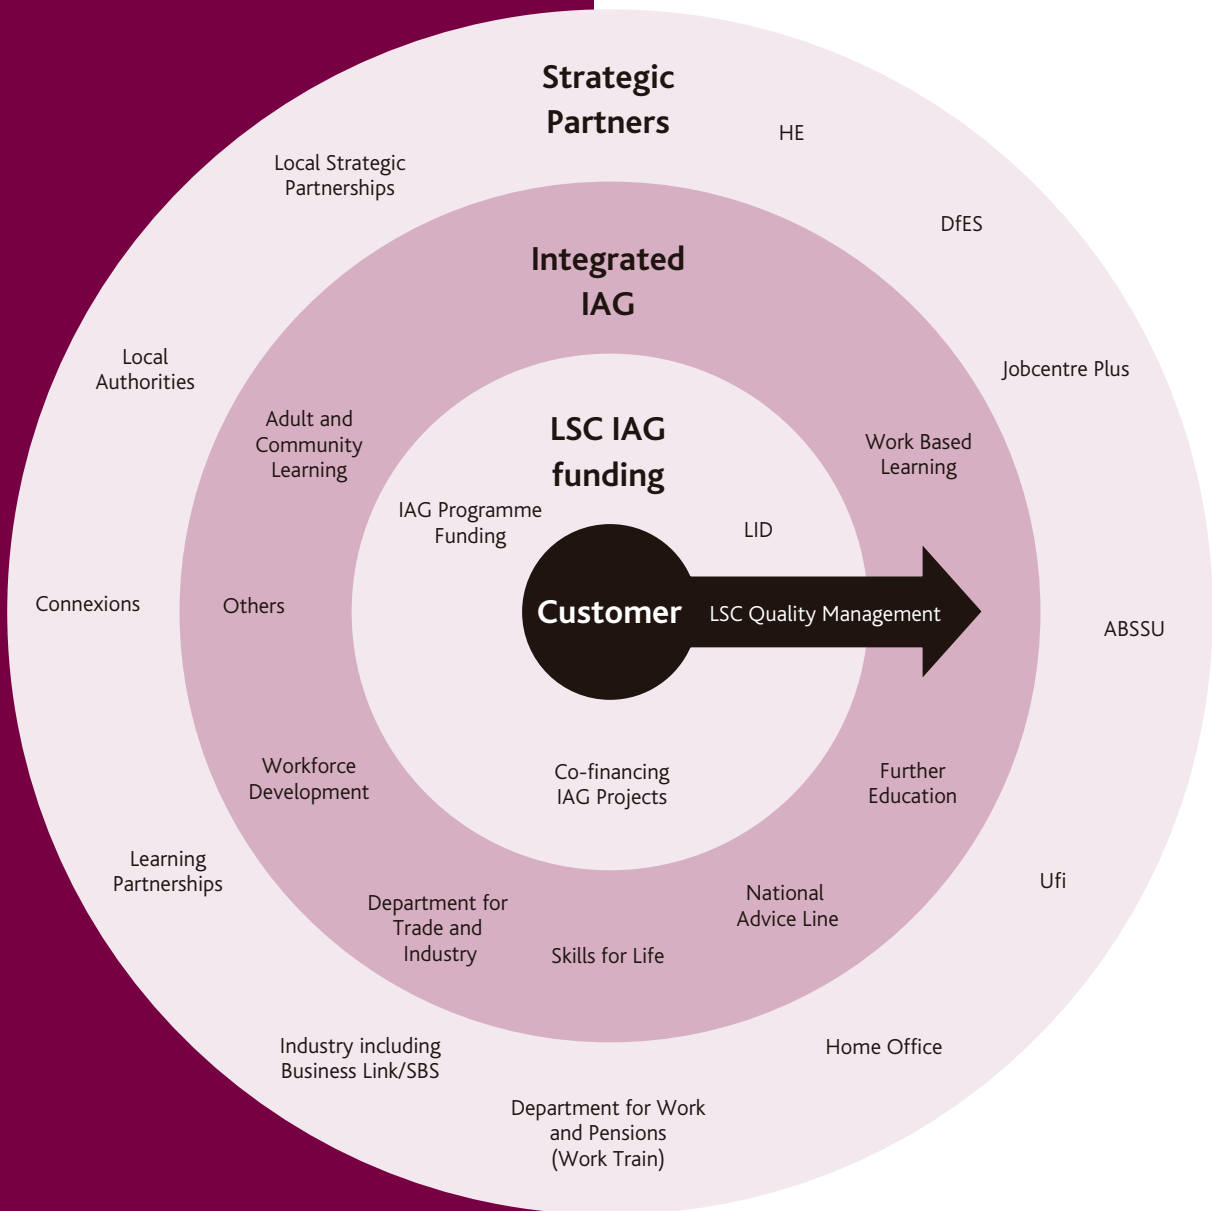 Strategic
Partners
HE
Local Strategic
Partnerships
DfES
Integrated
IAG
Local
Authorities
Jobcentre Plus
Adult and
Community
Learning
LSC IAG
funding
Work Based
Learning
IAG Programme
Funding
LID
Connexions
Others
Customer
LSC Quality Management
ABSSU
Workforce
Development
Co-financing
IAG Projects
Further
Education
Learning
Partnerships
Ufi
Department for
Trade and
Industry
Skills for Life
National
Advice Line
Industry including
Business Link/SBS
Home Office
Department for Work
and Pensions
(Work Train)